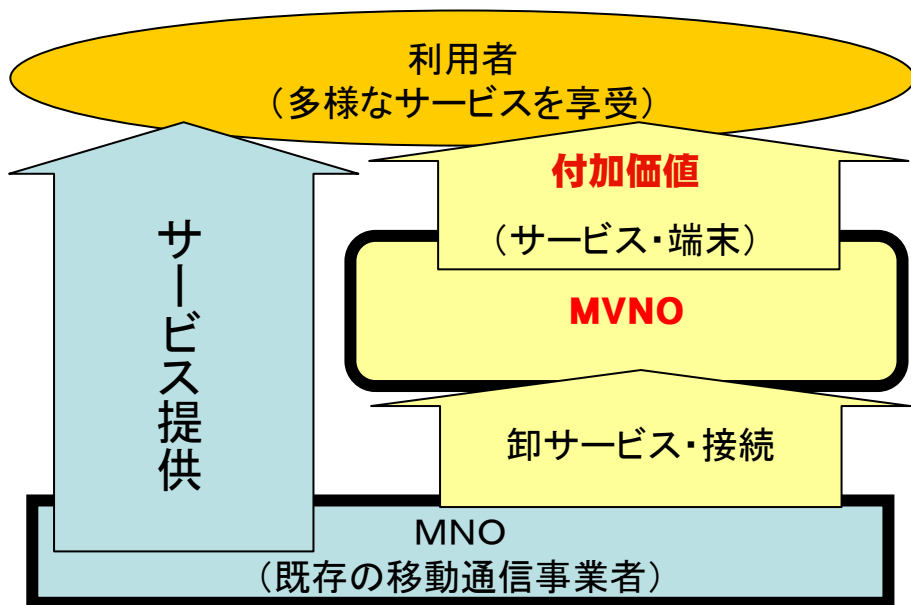 利用者
（多様なサービスを享受）
付加価値
（サービス・端末）
サービス提供
MVNO
卸サービス・接続
MNO
（既存の移動通信事業者）